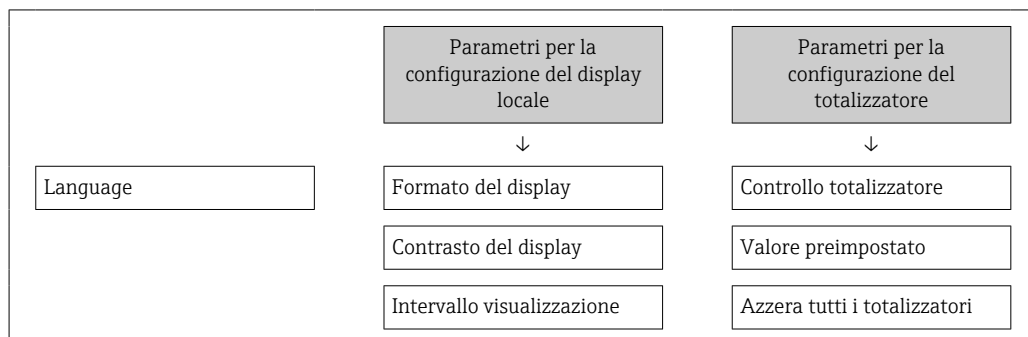 Parametri per la
configurazione del display
locale
Parametri per la
configurazione del
totalizzatore
↓
↓
Language
Formato del display
Controllo totalizzatore
Contrasto del display
Valore preimpostato
Intervallo visualizzazione
Azzera tutti i totalizzatori